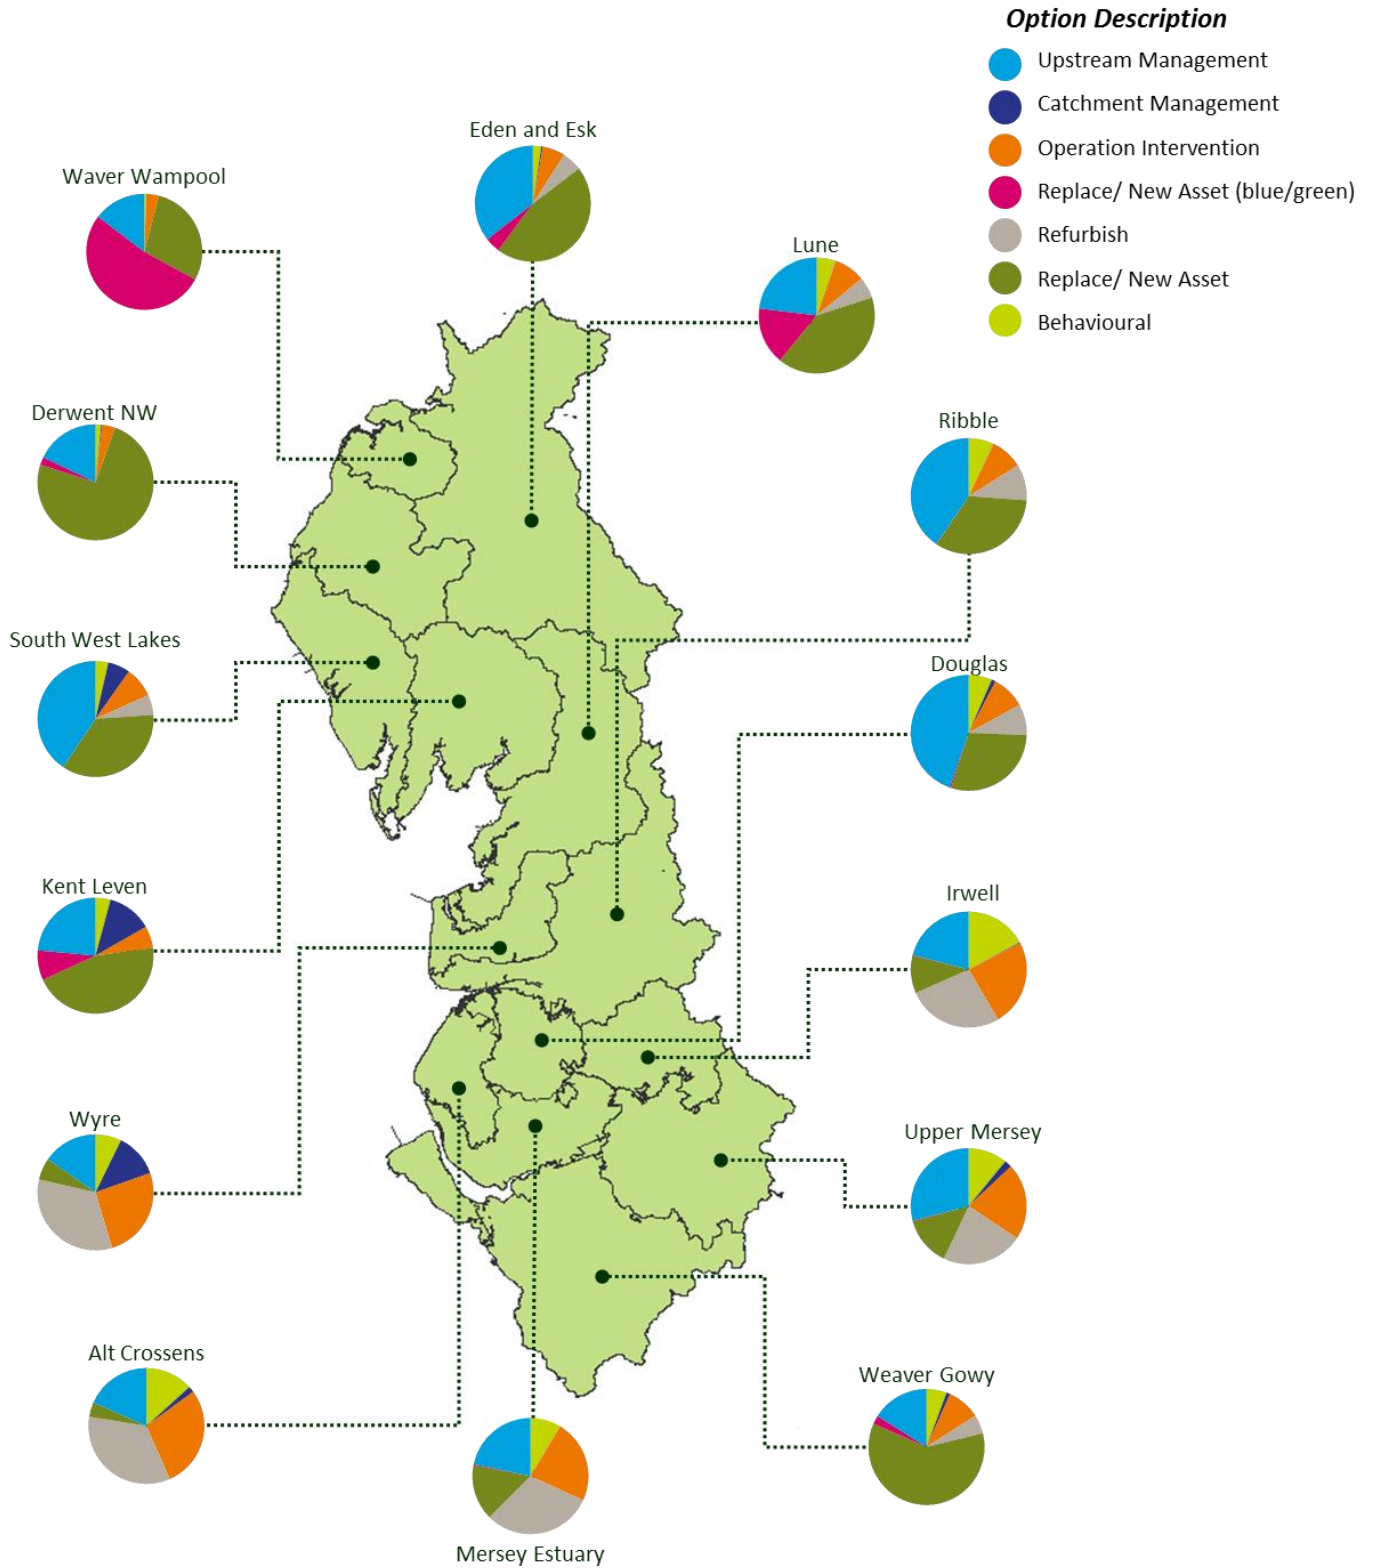 Option Description
Upstream Management
Catchment Management
Operation Intervention
Replace/ New Asset (blue/green)
Refurbish
Replace/ New Asset
Behavioural
Eden and Esk
Waver Wampool
Lune
Derwent NW
Ribble
South West Lakes
Douglas
Kent Leven
Irwell
Wyre
Upper Mersey
Alt Crossens
Weaver Gowy
Mersey Estuary